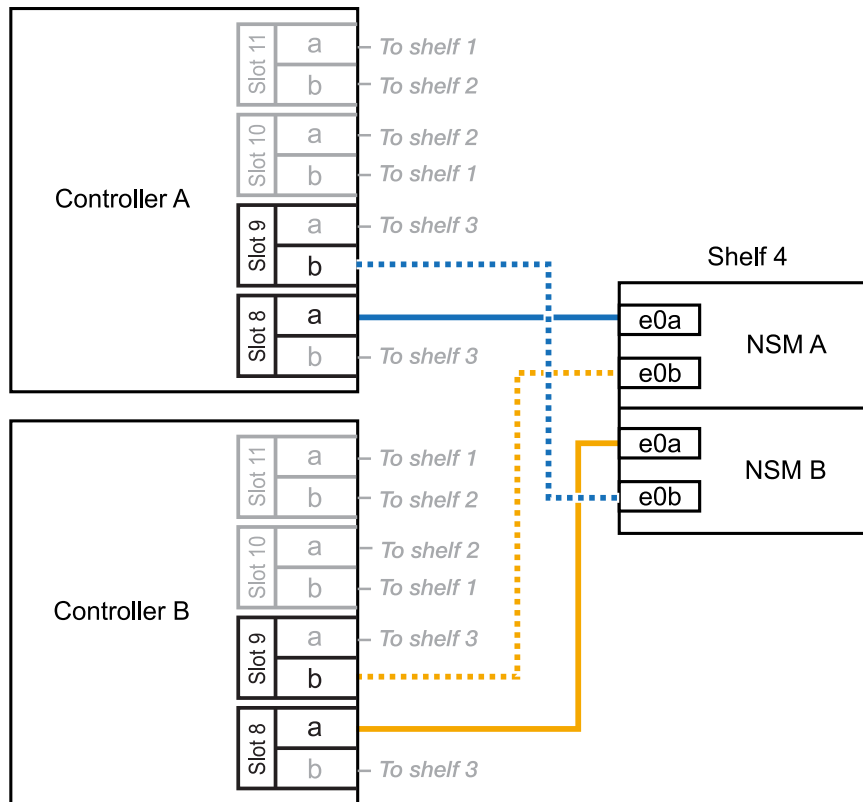 Controller A
Slot 11
a
To shelf 1
b
To shelf 2
Slot 10
a
To shelf 2
b
To shelf 1
Slot 9
a
To shelf 3
b
Slot 8
a
b
To shelf 3
Shelf 4
e0a
NSM A
e0b
e0a
NSM B
e0b
Controller B
Slot 11
a
To shelf 1
b
To shelf 2
Slot 10
a
To shelf 2
b
To shelf 1
Slot 9
a
To shelf 3
b
Slot 8
a
b
To shelf 3